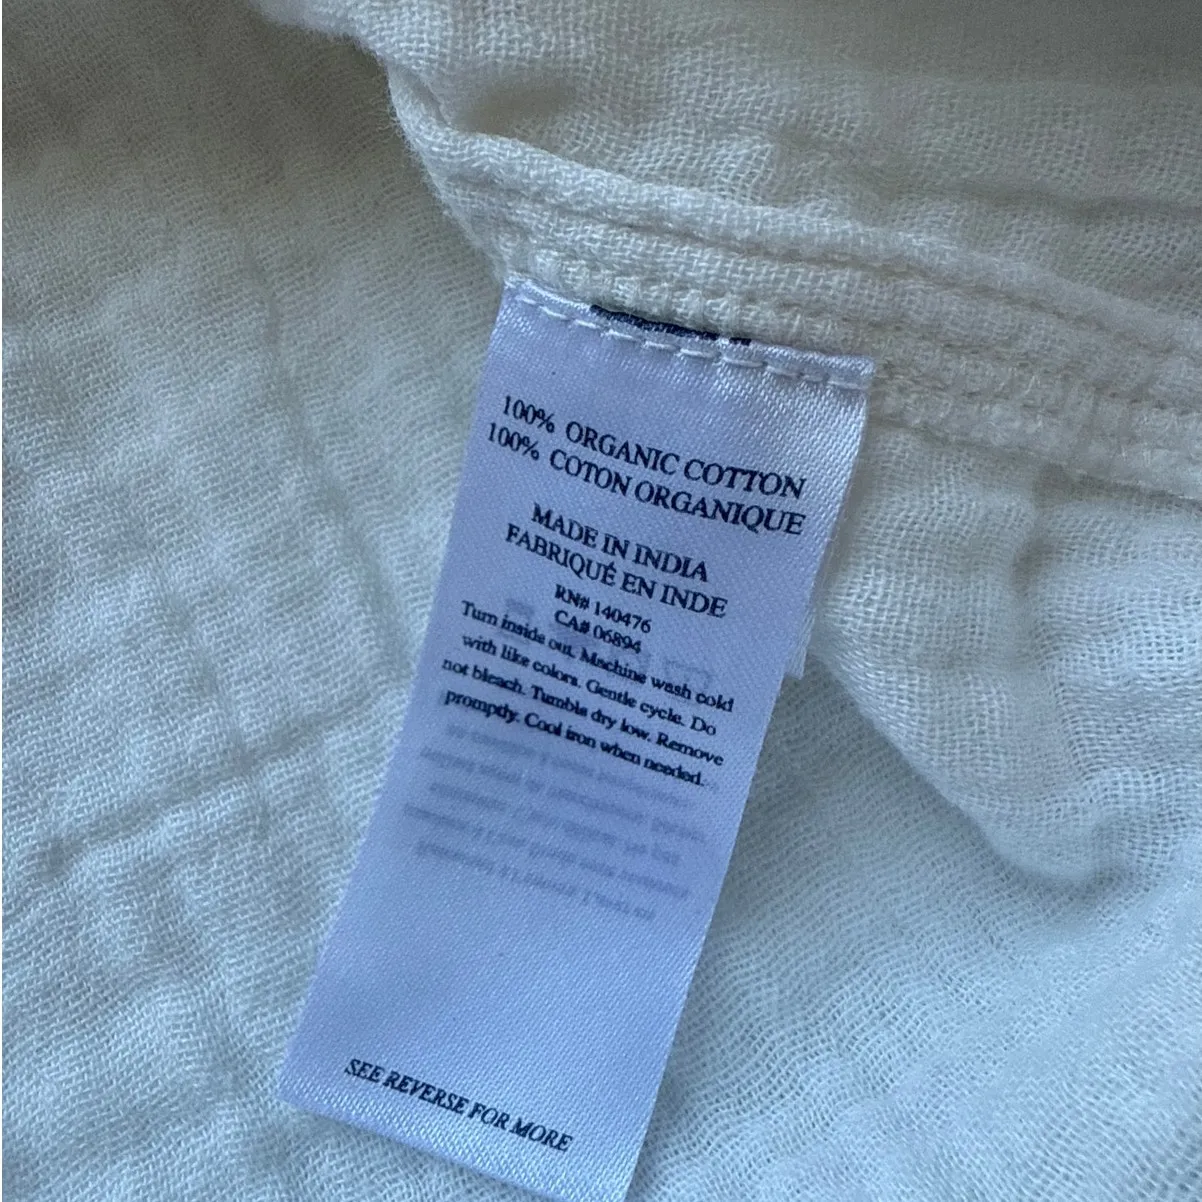 100% ORGANIC COTTON
100% COTON ORGANIQUE
MADE IN INDIA
FABRIQUÉ EN INDE
RN# 140476
CA# 06894
Turn inside out. Machine wash cold
with like colors. Gentle cycle. Do
not bleach. Tumble dry low. Remove
promptly. Cool iron when needed.
SEE REVERSE FOR MORE